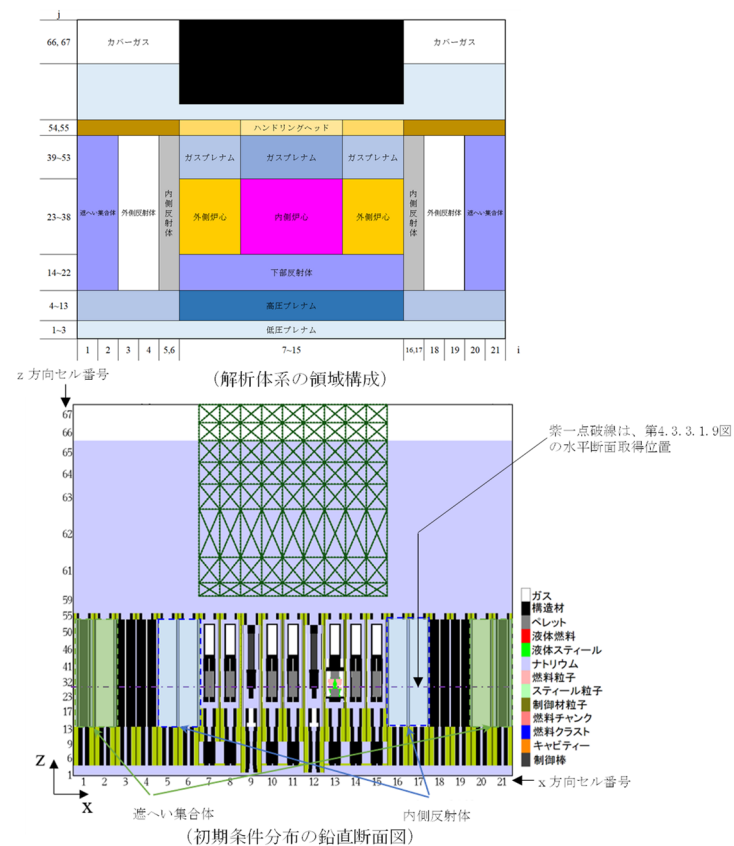 j
66, 67
カバーガス
カバーガス
54,55
ハンドリングヘッド
39~53
ガスプレナム
ガスプレナム
ガスプレナム
23~38
遮へい集合体
外側反射体
内側反射体
外側炉心
内側炉心
外側炉心
内側反射体
外側反射体
遮へい集合体
14~22
下部反射体
4~13
高圧プレナム
1~3
低圧プレナム
1 2 3 4 5,6 7~15 16,17 18 19 20 21 i
(解析体系の領域構成)
z 方向セル番号
67
66
65
64
63
62
61
59
55
50
46
41
32
23
17
13
9
6
1
紫一点破線は、第4.3.3.1.9図
の水平断面取得位置
ガス
構造材
ペレット
液体燃料
液体スティール
ナトリウム
燃料粒子
スティール粒子
制御材粒子
燃料チャンク
燃料クラスト
キャビティー
制御棒
1 2 3 4 5 6 7 8 9 10 11 12 13 14 15 16 17 18 19 20 21
x 方向セル番号
Z
X
遮へい集合体
内側反射体
(初期条件分布の鉛直断面図)